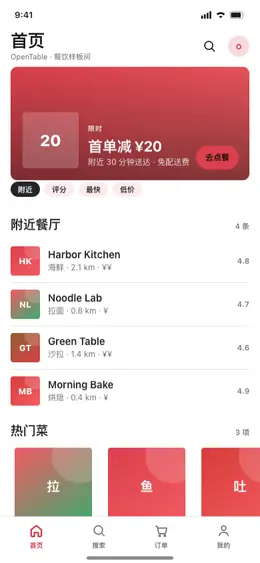 9:41
首页
OpenTable · 餐饮样板间
O
限时
20
首单减 ¥20
附近 30 分钟送达 · 免配送费
去点餐
附近
评分
最快
低价
附近餐厅
4 条
HK
Harbor Kitchen
海鲜 · 2.1 km · ¥¥
4.8
NL
Noodle Lab
拉面 · 0.8 km · ¥
4.7
GT
Green Table
沙拉 · 1.4 km · ¥¥
4.6
MB
Morning Bake
烘焙 · 0.4 km · ¥
4.9
热门菜
3 项
拉
鱼
吐
首页
搜索
订单
我的